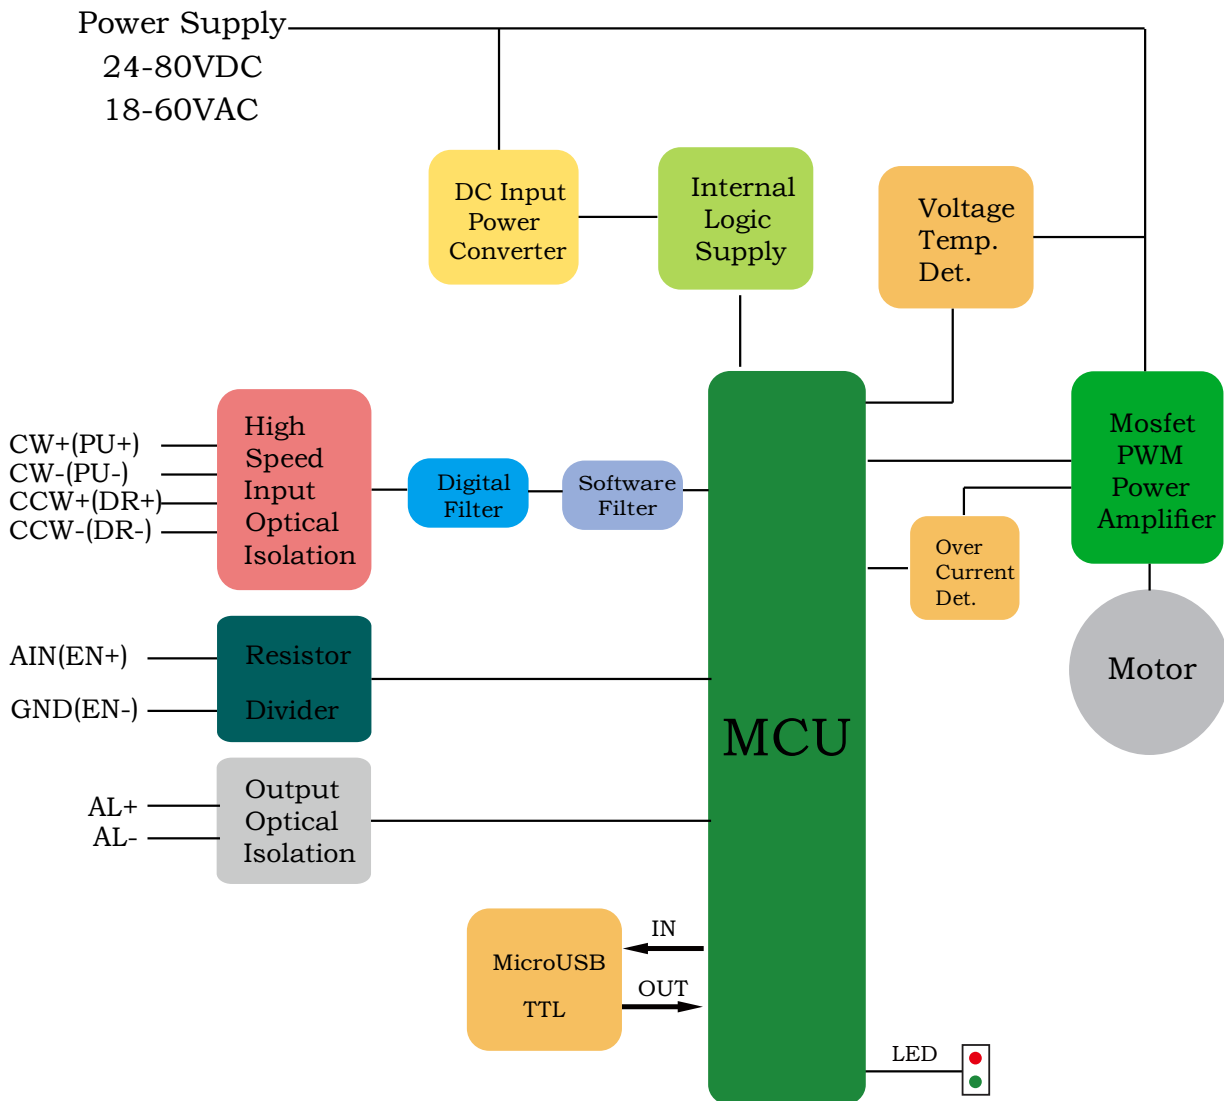 Power Supply
24-80VDC
18-60VAC
DC Input
Power
Converter
Internal
Logic
Supply
Voltage
Temp.
Det.
CW+(PU+)
CW-(PU-)
CCW+(DR+)
CCW-(DR-)
High
Speed
Input
Optical
Isolation
Digital
Filter
Software
Filter
Mosfet
PWM
Power
Amplifier
Over
Current
Det.
Motor
AIN(EN+)
GND(EN-)
Resistor
Divider
MCU
AL+
AL-
Output
Optical
Isolation
MicroUSB
TTL
IN
OUT
LED